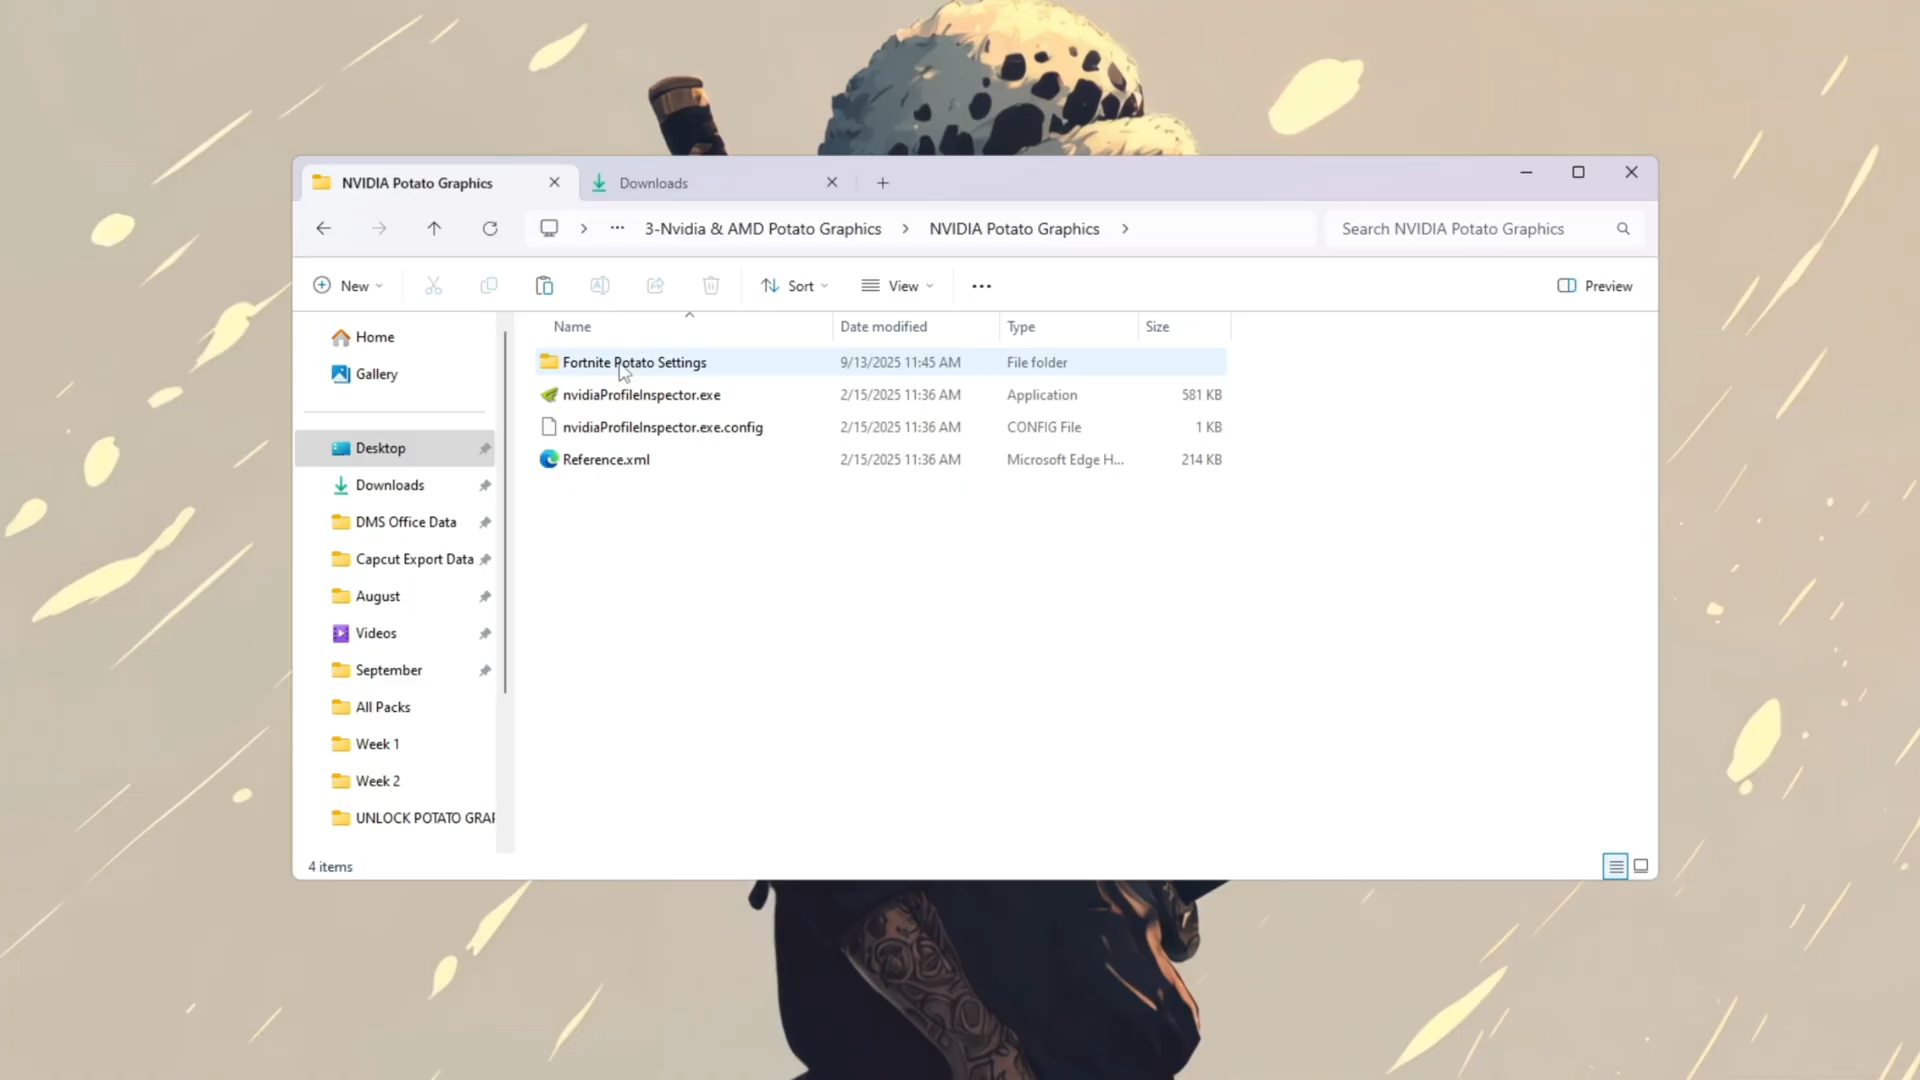 NVIDIA Potato Graphics
Downloads
3-Nvidia & AMD Potato Graphics
NVIDIA Potato Graphics
Search NVIDIA Potato Graphics
New
Sort
View
Preview
Name
Date modified
Type
Size
Fortnite Potato Settings
9/13/2025 11:45 AM
File folder
nvidiaProfileInspector.exe
2/15/2025 11:36 AM
Application
581 KB
nvidiaProfileInspector.exe.config
2/15/2025 11:36 AM
CONFIG File
1 KB
Reference.xml
2/15/2025 11:36 AM
Microsoft Edge H...
214 KB
Home
Gallery
Desktop
Downloads
DMS Office Data
Capcut Export Data
August
Videos
September
All Packs
Week 1
Week 2
UNLOCK POTATO GRAP
4 items